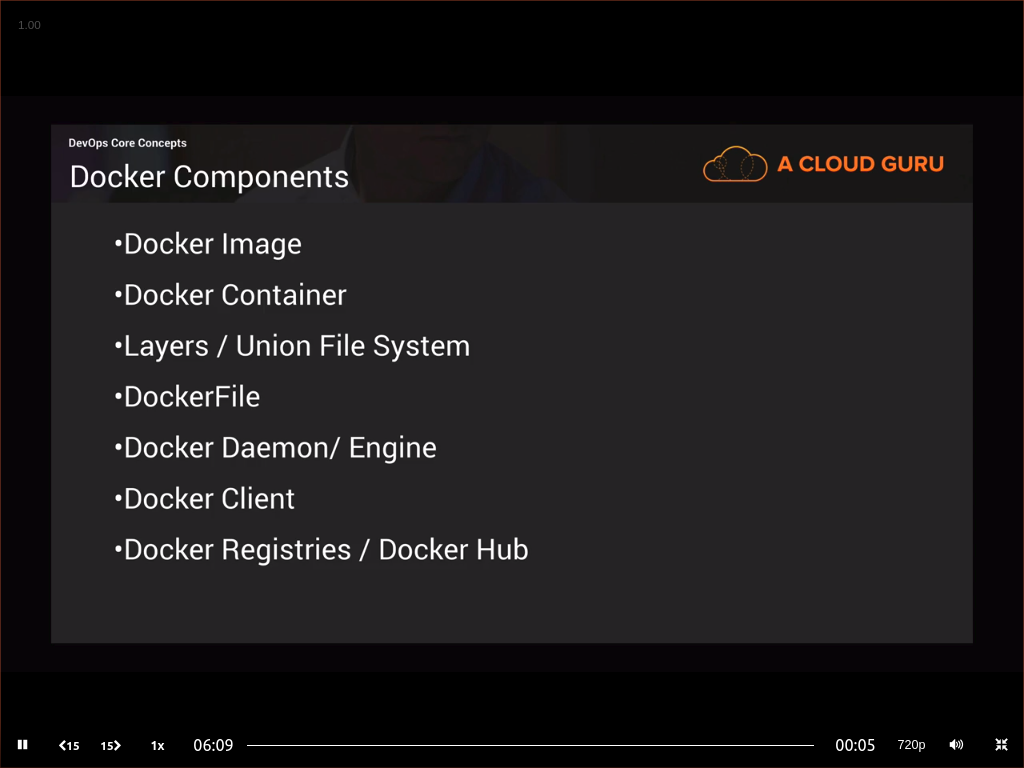 1.00
DevOps Core Concepts
Docker Components
A CLOUD GURU
•Docker Image
•Docker Container
•Layers / Union File System
•DockerFile
•Docker Daemon/ Engine
•Docker Client
•Docker Registries / Docker Hub
15 15 1x 06:09 00:05 720p